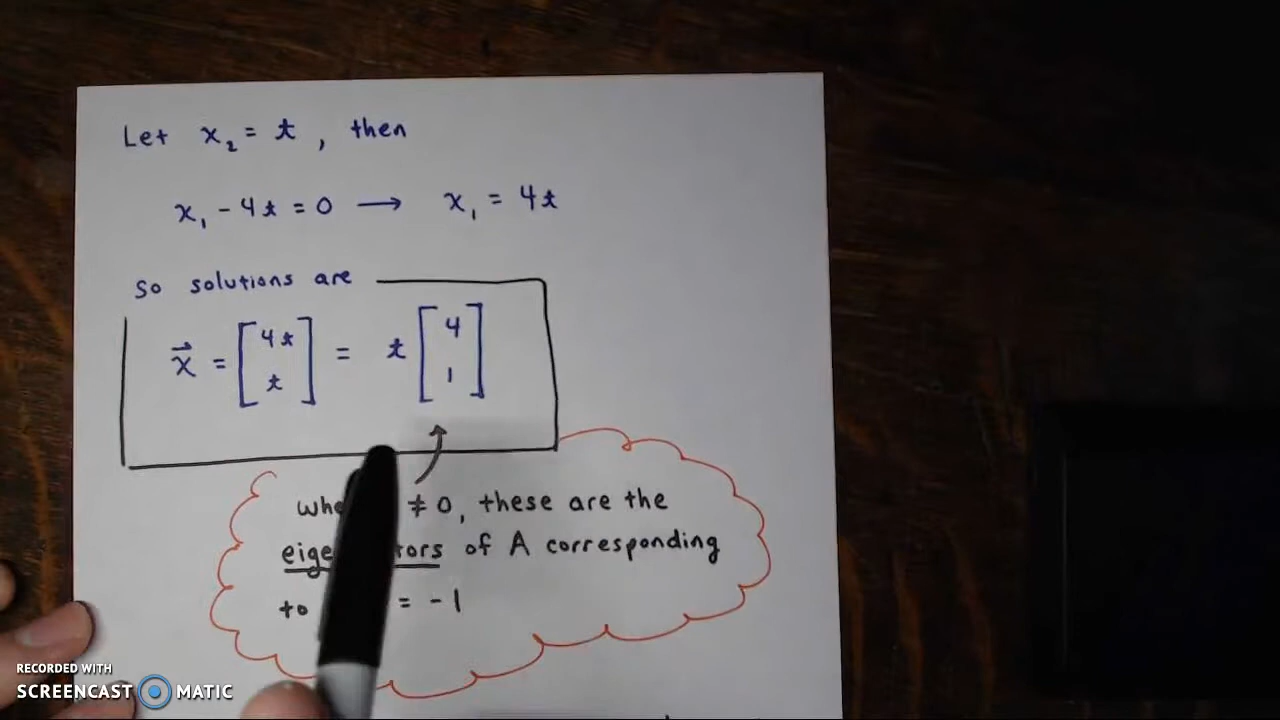 Let x₂ = t , then
x₁ - 4t = 0 → x₁ = 4t
So solutions are
x⃗ = [4t t] = t [4 1]
≠ 0, these are the
of A corresponding
to = -1
RECORDED WITH
SCREENCAST MATIC